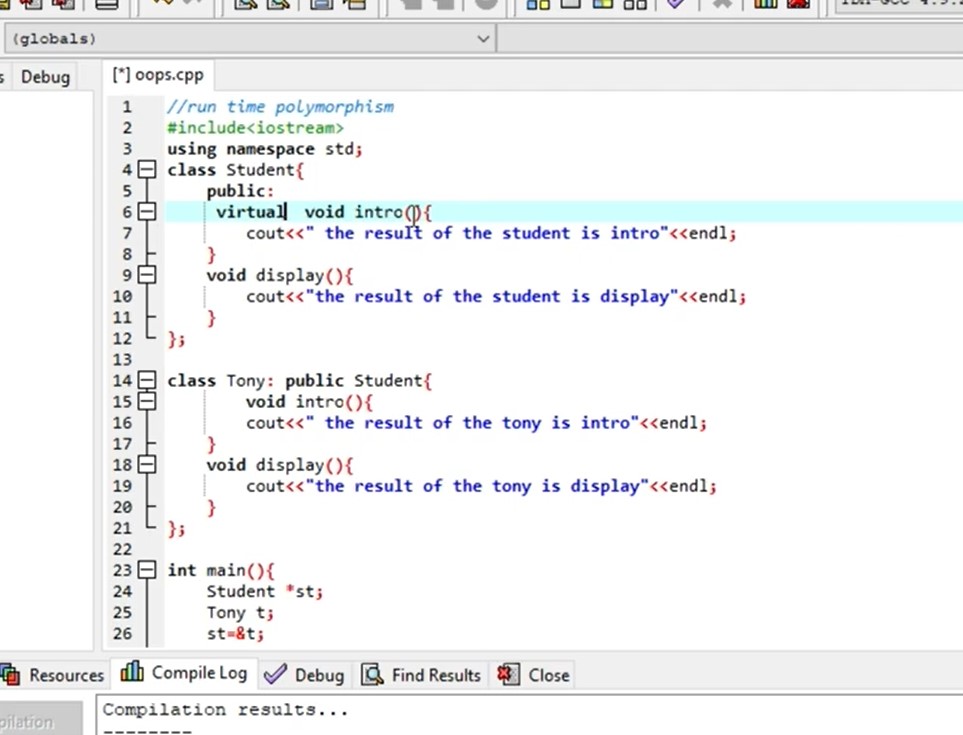 (globals)
s Debug [*] oops.cpp
1 //run time polymorphism
2 #include<iostream>
3 using namespace std;
4 class Student{
5 public:
6 virtual void intro(){
7 cout<<" the result of the student is intro"<<endl;
8 }
9 void display(){
10 cout<<"the result of the student is display"<<endl;
11 }
12 };
13
14 class Tony: public Student{
15 void intro(){
16 cout<<" the result of the tony is intro"<<endl;
17 }
18 void display(){
19 cout<<"the result of the tony is display"<<endl;
20 }
21 };
22
23 int main(){
24 Student *st;
25 Tony t;
26 st=&t;
Resources Compile Log Debug Find Results Close
pilation Compilation results...
--------